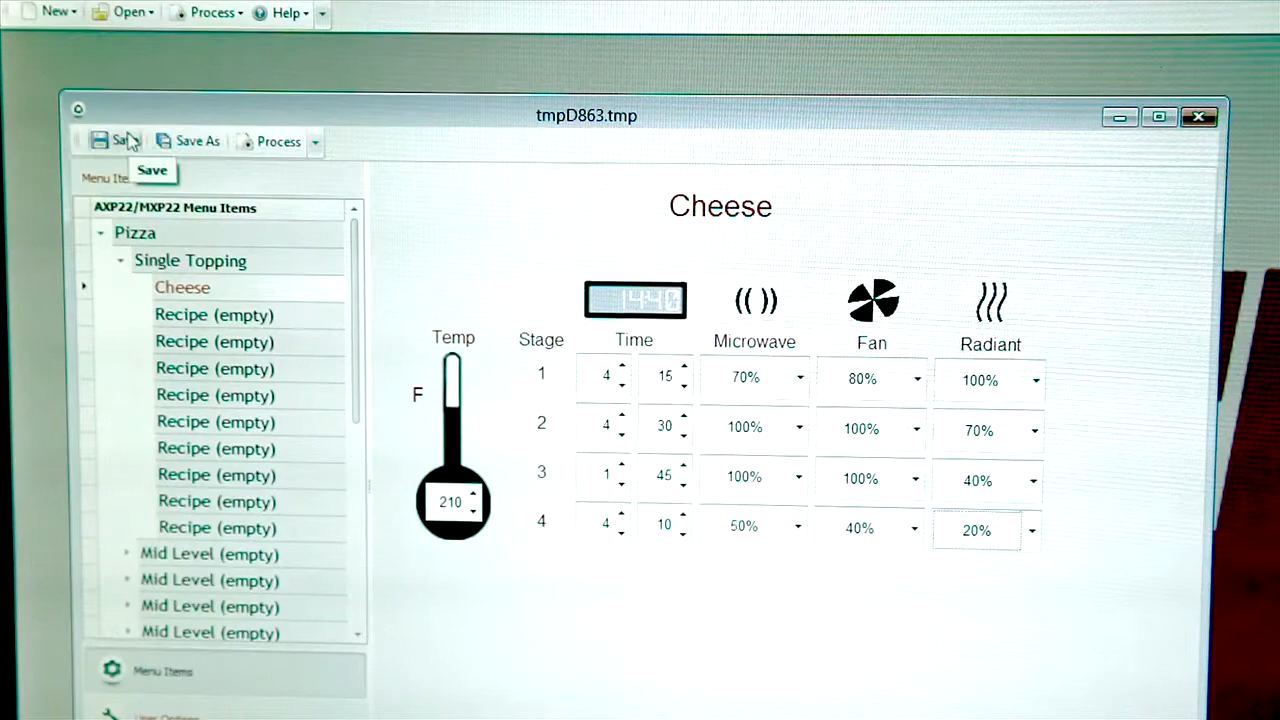 New Open Process Help
tmpD863.tmp
Save As Process
Save
AXP22/MXP22 Menu Items
Pizza
Single Topping
Cheese
Recipe (empty)
Recipe (empty)
Recipe (empty)
Recipe (empty)
Recipe (empty)
Recipe (empty)
Recipe (empty)
Recipe (empty)
Recipe (empty)
Mid Level (empty)
Mid Level (empty)
Mid Level (empty)
Mid Level (empty)
Menu Items
User Options
Cheese
1440
Temp Stage Time Microwave Fan Radiant
F
210
1 4 15 70% 80% 100%
2 4 30 100% 100% 70%
3 1 45 100% 100% 40%
4 4 10 50% 40% 20%